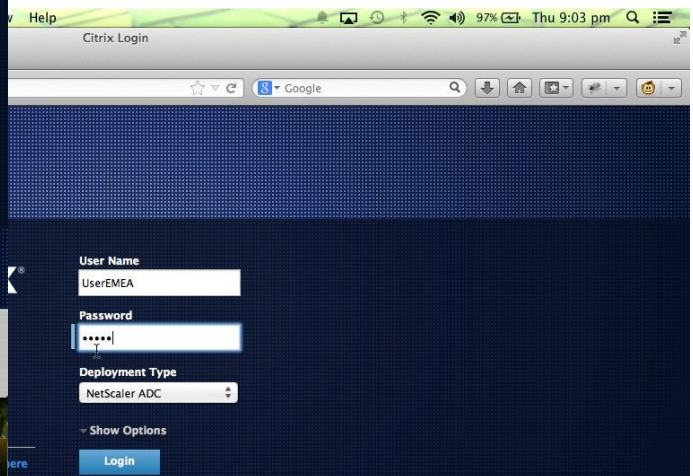 Help
97%
Thu 9:03 pm
Citrix Login
Google
User Name
UserEMEA
Password
•••••
Deployment Type
NetScaler ADC
Show Options
Login